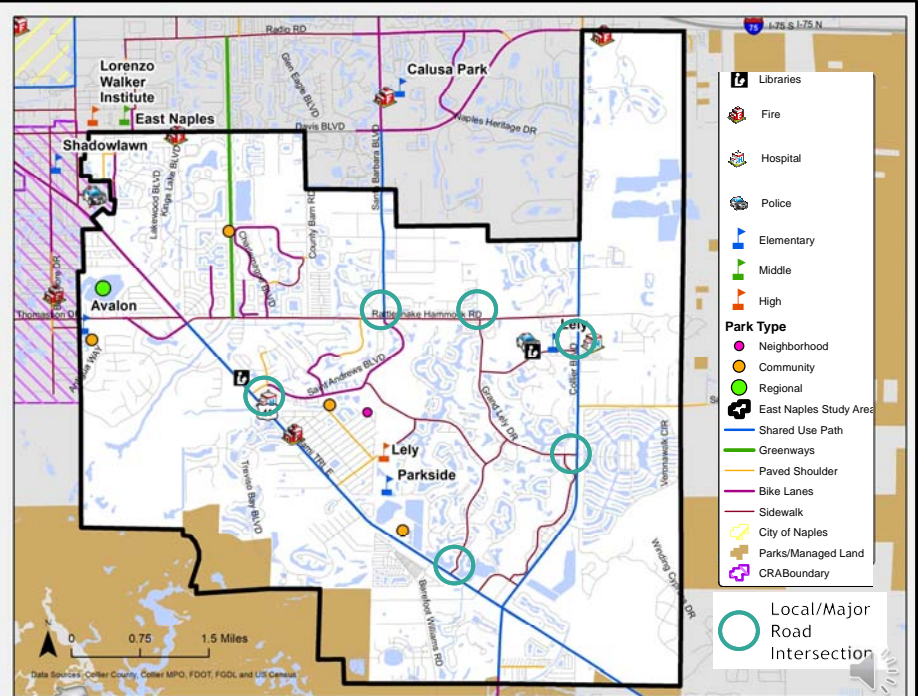 Radio RD
75
I-75 S I-75 N
Lorenzo
Walker
Institute
Glen Eagle BLVD
Calusa Park
East Naples
Davis BLVD
Naples Heritage DR
Shadowlawn
Lakewood BLVD
Kings Lake BLVD
Santa Barbara BLVD
County Barn RD
Avalon
Thomasson DR
Rattlesnake Hammock RD
Lely
Saint Andrews BLVD
Collier BLVD
Grand Lely DR
Lely
Parkside
Treviso Bay BLVD
Veronawalk CIR
Barefoot Williams RD
Winding Cypress DR
N
0 0.75 1.5 Miles
Data Sources: Collier County, Collier MPO, FDOT, FGDL and US Census
Libraries
Fire
Hospital
Police
Elementary
Middle
High
Park Type
Neighborhood
Community
Regional
East Naples Study Area
Shared Use Path
Greenways
Paved Shoulder
Bike Lanes
Sidewalk
City of Naples
Parks/Managed Land
CRABoundary
Local/Major
Road
Intersection